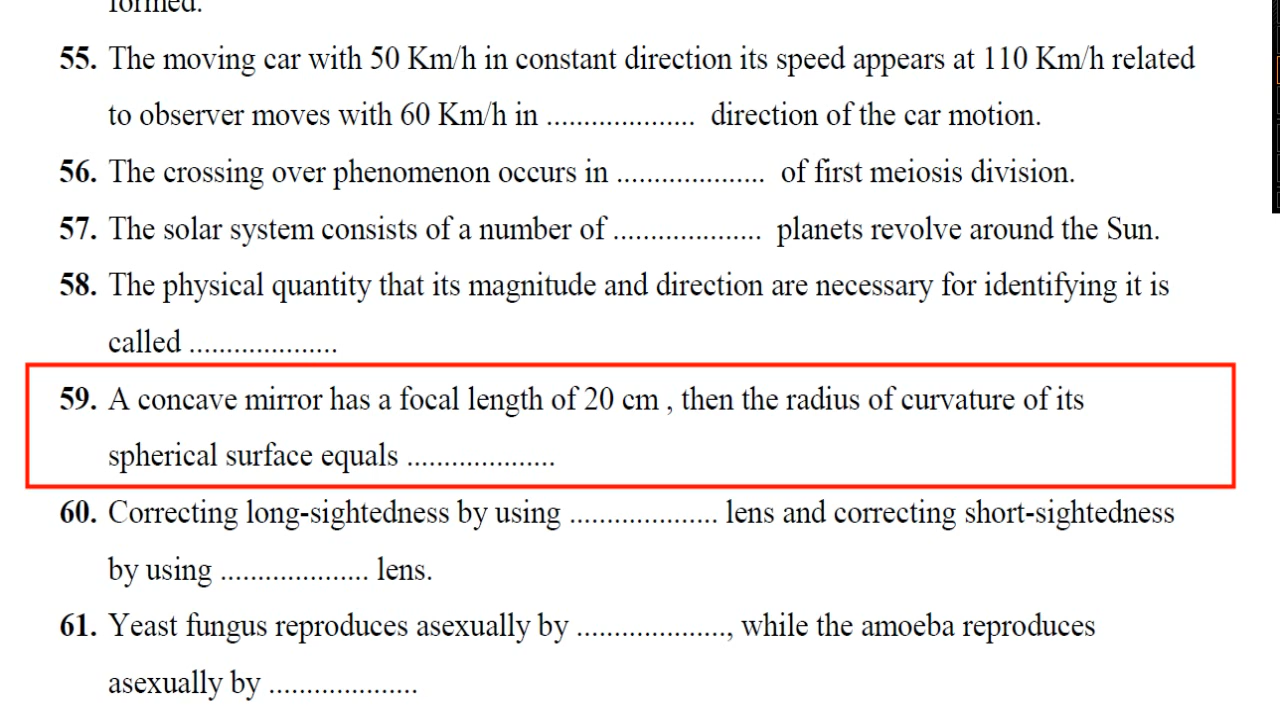 formed.
55. The moving car with 50 Km/h in constant direction its speed appears at 110 Km/h related
to observer moves with 60 Km/h in .................... direction of the car motion.
56. The crossing over phenomenon occurs in .................... of first meiosis division.
57. The solar system consists of a number of .................... planets revolve around the Sun.
58. The physical quantity that its magnitude and direction are necessary for identifying it is
called ....................
59. A concave mirror has a focal length of 20 cm , then the radius of curvature of its
spherical surface equals ....................
60. Correcting long-sightedness by using .................... lens and correcting short-sightedness
by using .................... lens.
61. Yeast fungus reproduces asexually by ...................., while the amoeba reproduces
asexually by ....................